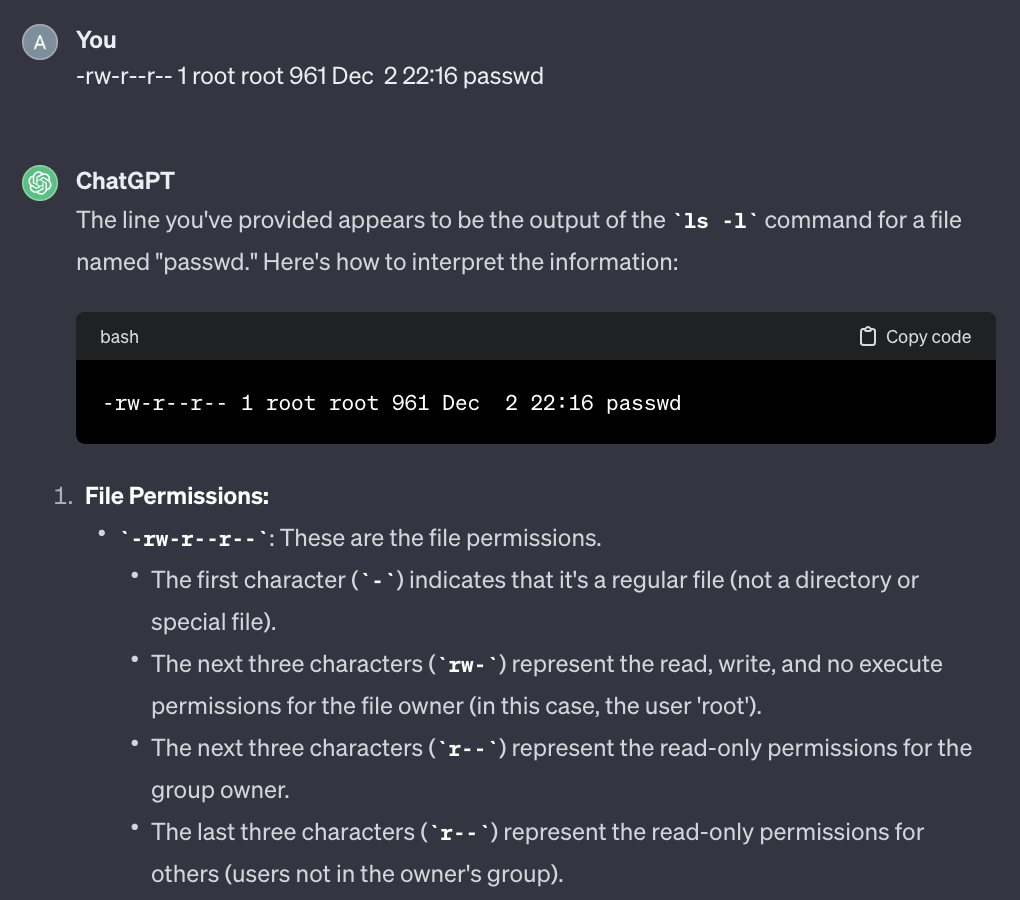 A
You
-rw-r--r-- 1 root root 961 Dec  2 22:16 passwd
ChatGPT
The line you've provided appears to be the output of the `ls -l` command for a file
named "passwd." Here's how to interpret the information:
bash
Copy code
-rw-r--r-- 1 root root 961 Dec  2 22:16 passwd
1. File Permissions:
• `-rw-r--r--`: These are the file permissions.
• The first character (`-`) indicates that it's a regular file (not a directory or
special file).
• The next three characters (`rw-`) represent the read, write, and no execute
permissions for the file owner (in this case, the user 'root').
• The next three characters (`r--`) represent the read-only permissions for the
group owner.
• The last three characters (`r--`) represent the read-only permissions for
others (users not in the owner's group).